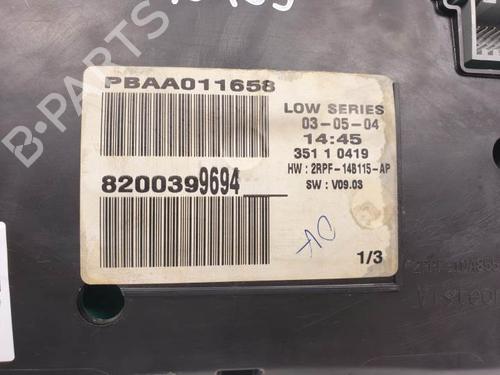 B-PARTS
PBAA011658
LOW SERIES
03-05-04
14:45
351 1 0419
HW : 2RPF-14B115-AP
SW : V09.03
8200399694
1/3